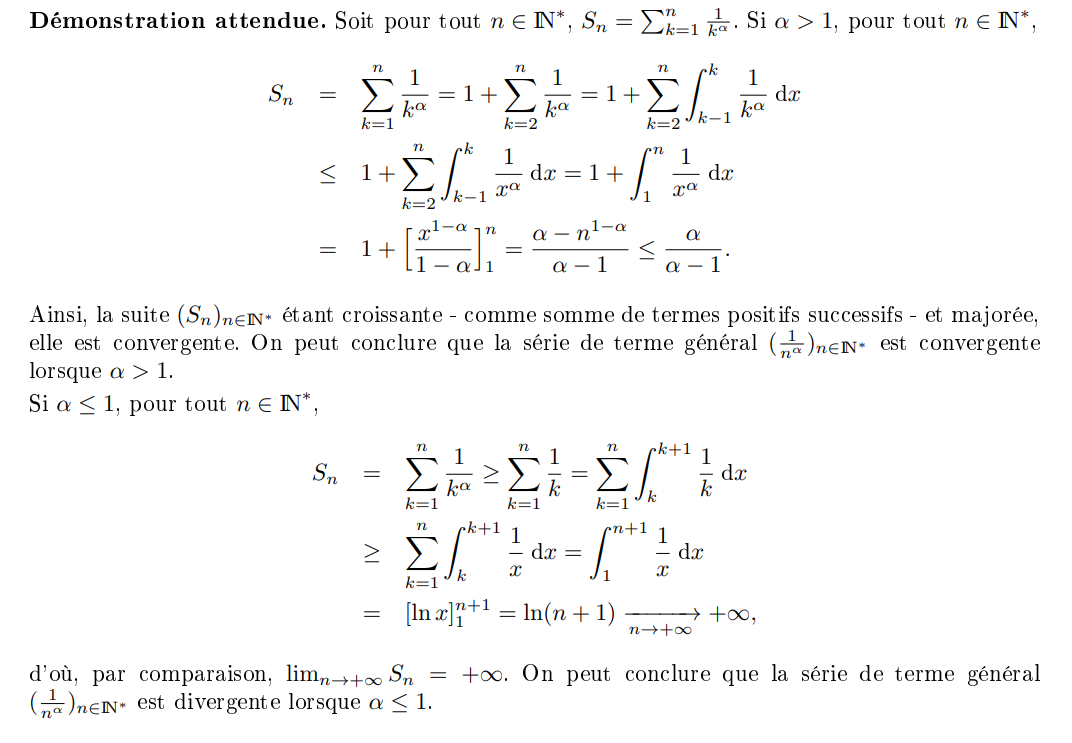 Démonstration attendue. Soit pour tout $n \in \mathbb{N}^*$, $S_n = \sum_{k=1}^{n} \frac{1}{k^\alpha}$. Si $\alpha > 1$, pour tout $n \in \mathbb{N}^*$,
$S_n = \sum_{k=1}^{n} \frac{1}{k^\alpha} = 1 + \sum_{k=2}^{n} \frac{1}{k^\alpha} = 1 + \sum_{k=2}^{n} \int_{k-1}^{k} \frac{1}{k^\alpha} \, \mathrm{d}x$
$\leq 1 + \sum_{k=2}^{n} \int_{k-1}^{k} \frac{1}{x^\alpha} \, \mathrm{d}x = 1 + \int_{1}^{n} \frac{1}{x^\alpha} \, \mathrm{d}x$
$= 1 + \left[ \frac{x^{1-\alpha}}{1-\alpha} \right]_1^n = \frac{\alpha - n^{1-\alpha}}{\alpha - 1} \leq \frac{\alpha}{\alpha - 1}.$
Ainsi, la suite $(S_n)_{n \in \mathbb{N}^*}$ étant croissante - comme somme de termes positifs successifs - et majorée,
elle est convergente. On peut conclure que la série de terme général $(\frac{1}{n^\alpha})_{n \in \mathbb{N}^*}$ est convergente
lorsque $\alpha > 1$.
Si $\alpha \leq 1$, pour tout $n \in \mathbb{N}^*$,
$S_n = \sum_{k=1}^{n} \frac{1}{k^\alpha} \geq \sum_{k=1}^{n} \frac{1}{k} = \sum_{k=1}^{n} \int_{k}^{k+1} \frac{1}{k} \, \mathrm{d}x$
$\geq \sum_{k=1}^{n} \int_{k}^{k+1} \frac{1}{x} \, \mathrm{d}x = \int_{1}^{n+1} \frac{1}{x} \, \mathrm{d}x$
$= [\ln x]_1^{n+1} = \ln(n+1) \xrightarrow[n \to +\infty]{} +\infty,$
d'où, par comparaison, $\lim_{n \to +\infty} S_n = +\infty$. On peut conclure que la série de terme général
$(\frac{1}{n^\alpha})_{n \in \mathbb{N}^*}$ est divergente lorsque $\alpha \leq 1$.